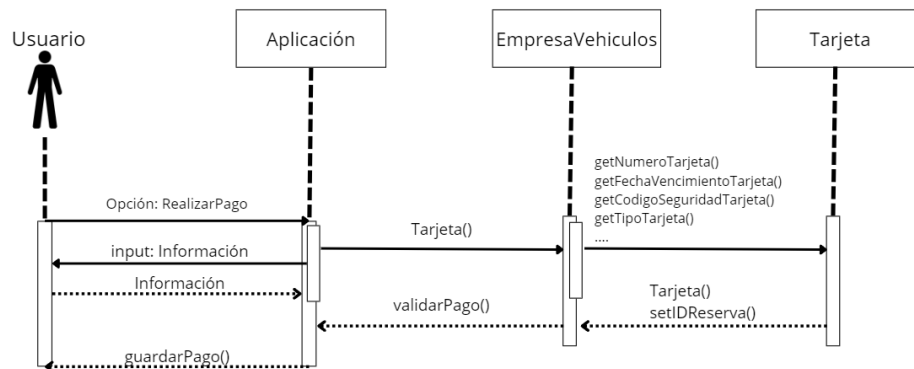 Usuario
Aplicación
EmpresaVehiculos
Tarjeta
getNumeroTarjeta()
getFechaVencimientoTarjeta()
getCodigoSeguridadTarjeta()
getTipoTarjeta()
....
Opción: RealizarPago
Tarjeta()
input: Información
Información
Tarjeta()
setIDReserva()
validarPago()
guardarPago()